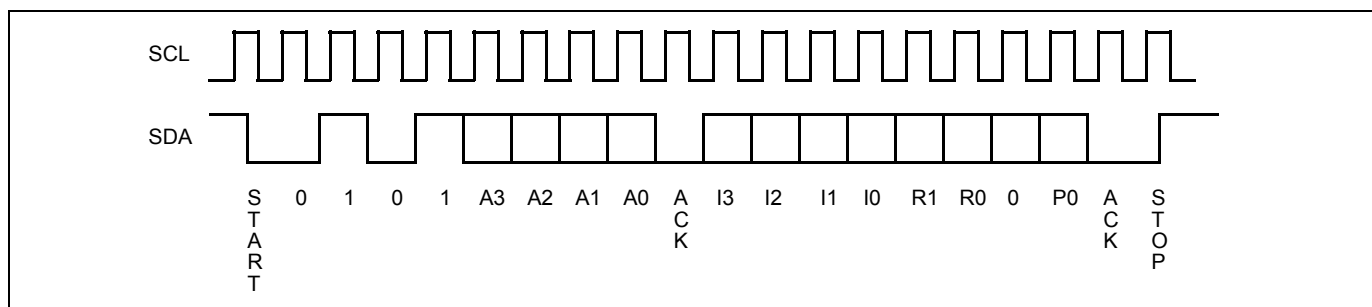 SCL
SDA
START 0 1 0 1 A3 A2 A1 A0 ACK I3 I2 I1 I0 R1 R0 0 P0 ACK STOP